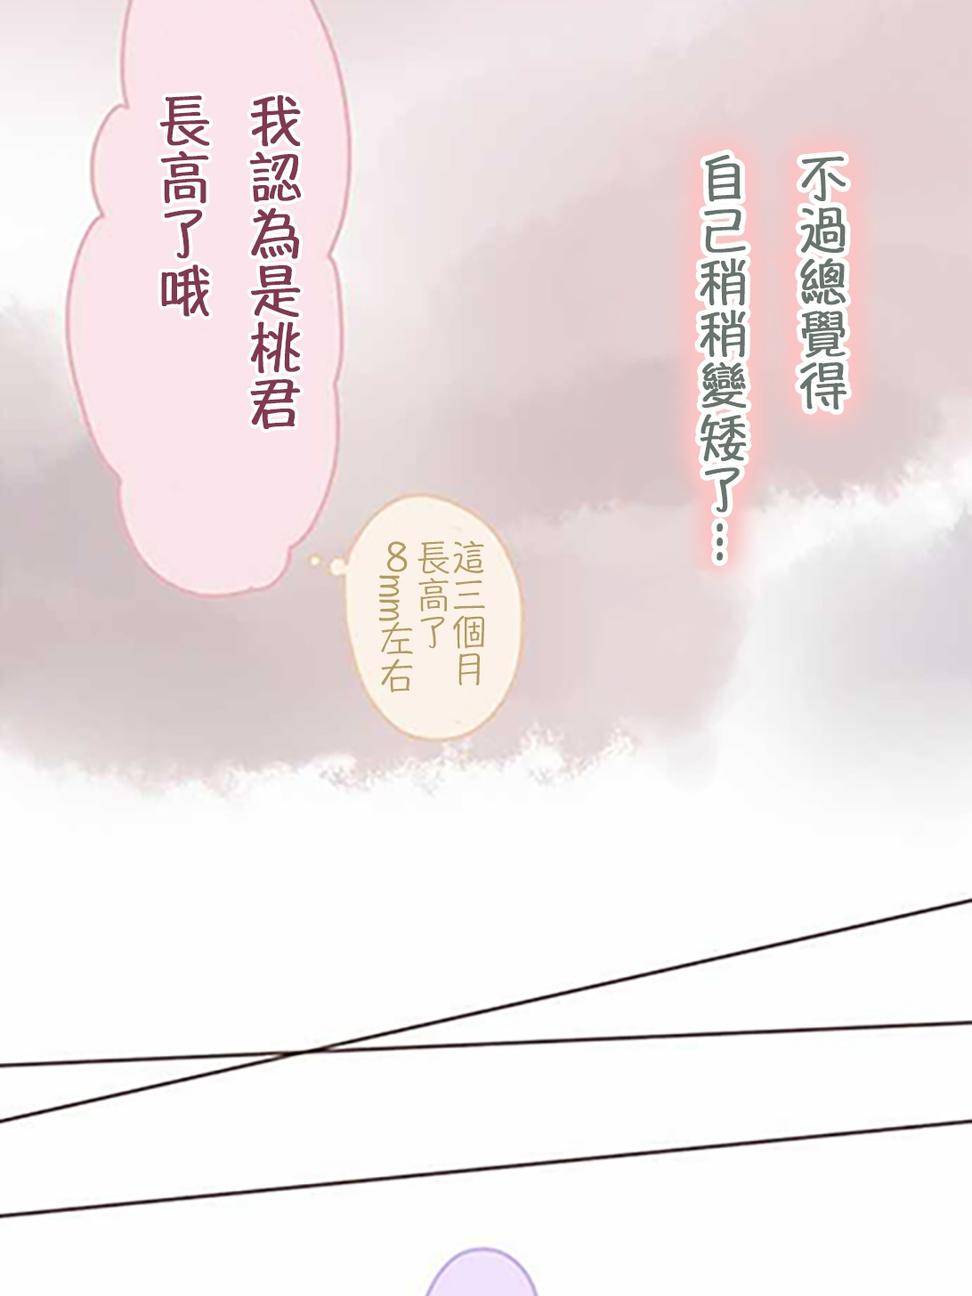 不過總覺得
自己稍稍變矮了…
這三個月
長高了
8mm左右
我認為是桃君
長高了哦